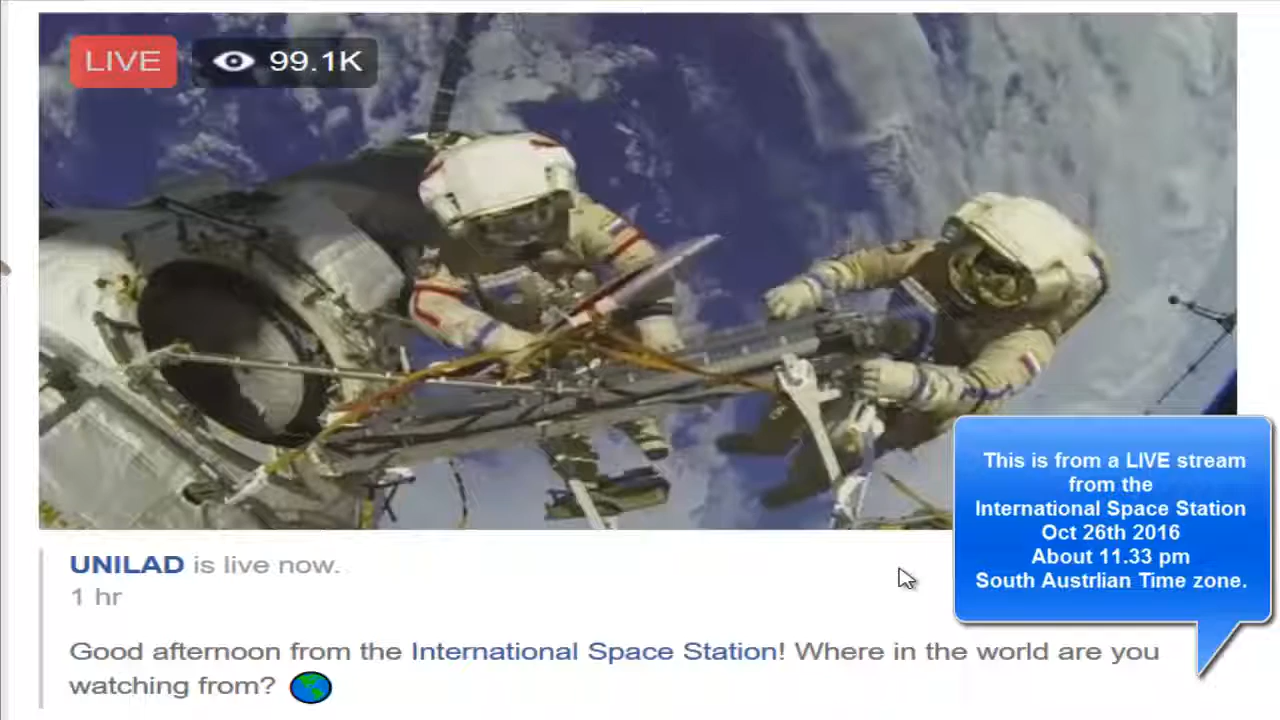 LIVE 99.1K
This is from a LIVE stream
from the
International Space Station
Oct 26th 2016
About 11.33 pm
South Austrlian Time zone.
UNILAD is live now.
1 hr
Good afternoon from the International Space Station! Where in the world are you
watching from?